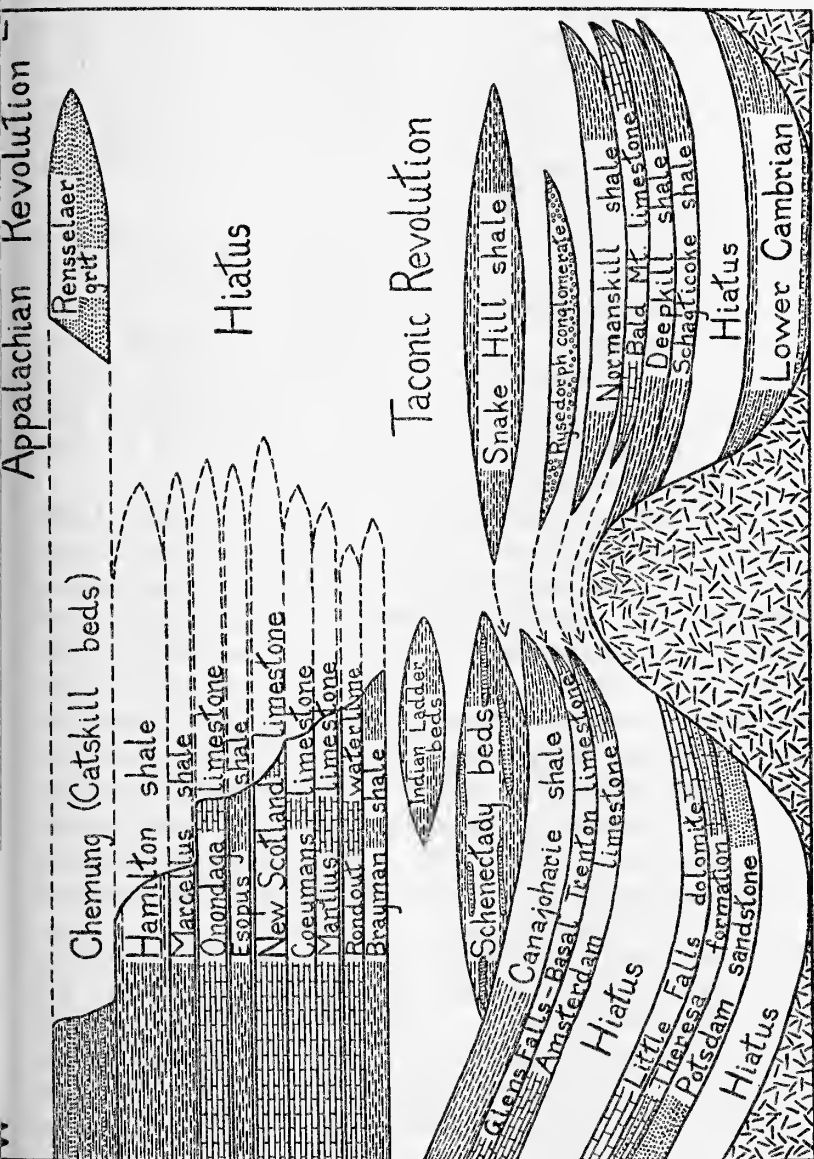 Appalachian Revolution
Rensselaer
grit
Chemung (Catskill beds)
Hamilton shale
Marcellus shale
Onondaga limestone
Esopus shale
New Scotland limestone
Coeymans limestone
Manlius limestone
Rondout waterlime
Brayman shale
Hiatus
Taconic Revolution
Indian Ladder
beds
Snake Hill shale
Rysedorph conglomerate
Normanskill shale
Bald Mt. limestone
Deepkill shale
Schagticoke shale
Hiatus
Lower Cambrian
Schenectady beds
Canajoharie shale
Glens Falls-Basal Trenton limestone
Amsterdam limestone
Hiatus
Little Falls dolomite
Theresa formation
Potsdam sandstone
Hiatus